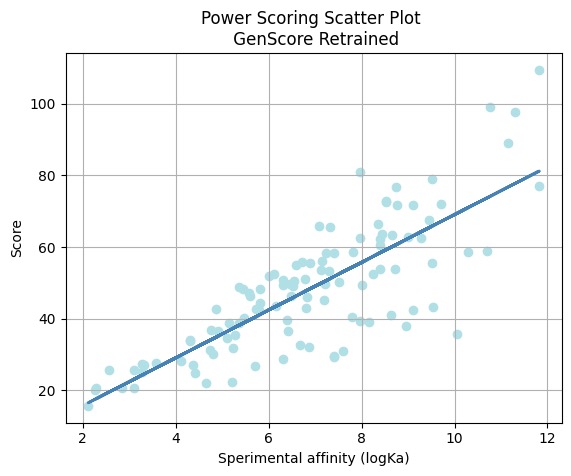 Power Scoring Scatter Plot
GenScore Retrained
100
80
60
40
20
Score
2
4
6
8
10
12
Sperimental affinity (logKa)